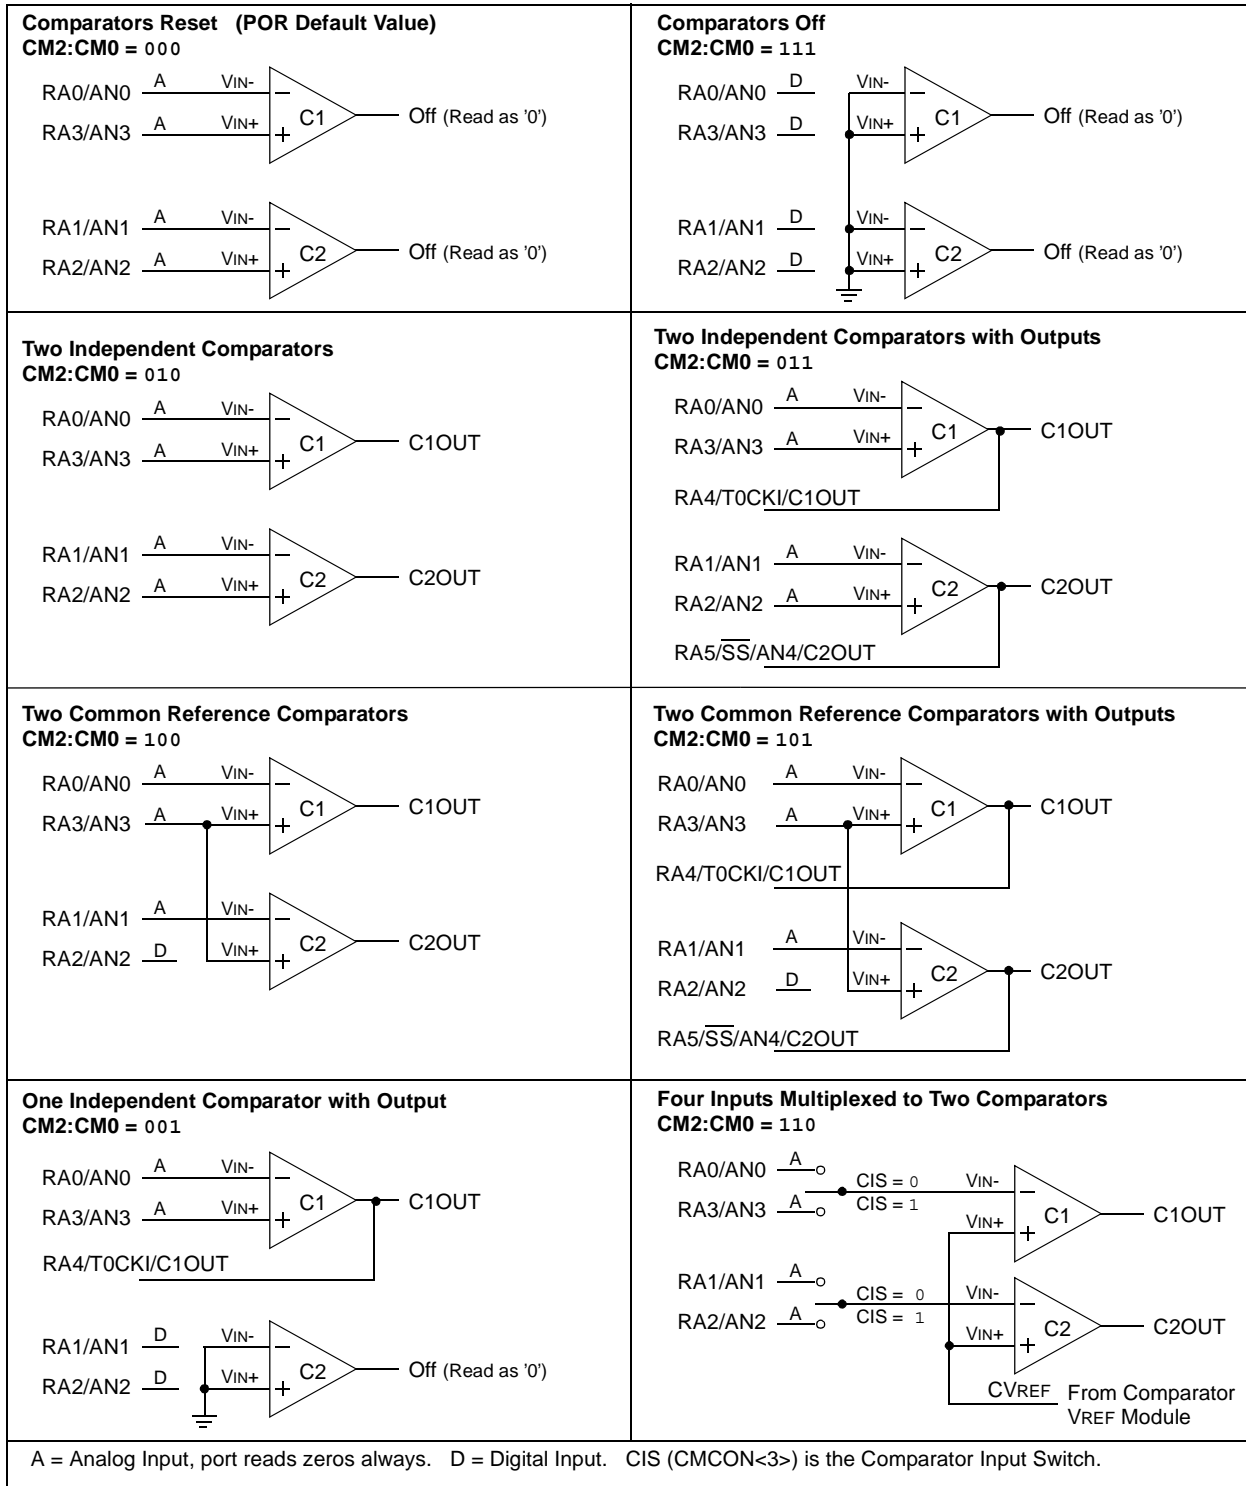 Comparators Reset (POR Default Value)
CM2:CM0 = 000
RA0/AN0 A VIN-
RA3/AN3 A VIN+
C1
Off (Read as '0')
RA1/AN1 A VIN-
RA2/AN2 A VIN+
C2
Off (Read as '0')
Comparators Off
CM2:CM0 = 111
RA0/AN0 D VIN-
RA3/AN3 D VIN+
C1
Off (Read as '0')
RA1/AN1 D VIN-
RA2/AN2 D VIN+
C2
Off (Read as '0')
Two Independent Comparators
CM2:CM0 = 010
RA0/AN0 A VIN-
RA3/AN3 A VIN+
C1
C1OUT
RA1/AN1 A VIN-
RA2/AN2 A VIN+
C2
C2OUT
Two Independent Comparators with Outputs
CM2:CM0 = 011
RA0/AN0 A VIN-
RA3/AN3 A VIN+
C1
C1OUT
RA4/T0CKI/C1OUT
RA1/AN1 A VIN-
RA2/AN2 A VIN+
C2
C2OUT
RA5/S̅S̅/AN4/C2OUT
Two Common Reference Comparators
CM2:CM0 = 100
RA0/AN0 A VIN-
RA3/AN3 A VIN+
C1
C1OUT
RA1/AN1 A VIN-
RA2/AN2 D VIN+
C2
C2OUT
Two Common Reference Comparators with Outputs
CM2:CM0 = 101
RA0/AN0 A VIN-
RA3/AN3 A VIN+
C1
C1OUT
RA4/T0CKI/C1OUT
RA1/AN1 A VIN-
RA2/AN2 D VIN+
C2
C2OUT
RA5/S̅S̅/AN4/C2OUT
One Independent Comparator with Output
CM2:CM0 = 001
RA0/AN0 A VIN-
RA3/AN3 A VIN+
C1
C1OUT
RA4/T0CKI/C1OUT
RA1/AN1 D VIN-
RA2/AN2 D VIN+
C2
Off (Read as '0')
Four Inputs Multiplexed to Two Comparators
CM2:CM0 = 110
RA0/AN0 A
RA3/AN3 A
CIS = 0 VIN-
CIS = 1
VIN+
C1
C1OUT
RA1/AN1 A
RA2/AN2 A
CIS = 0 VIN-
CIS = 1
VIN+
C2
C2OUT
CVREF From Comparator
VREF Module
A = Analog Input, port reads zeros always. D = Digital Input. CIS (CMCON<3>) is the Comparator Input Switch.